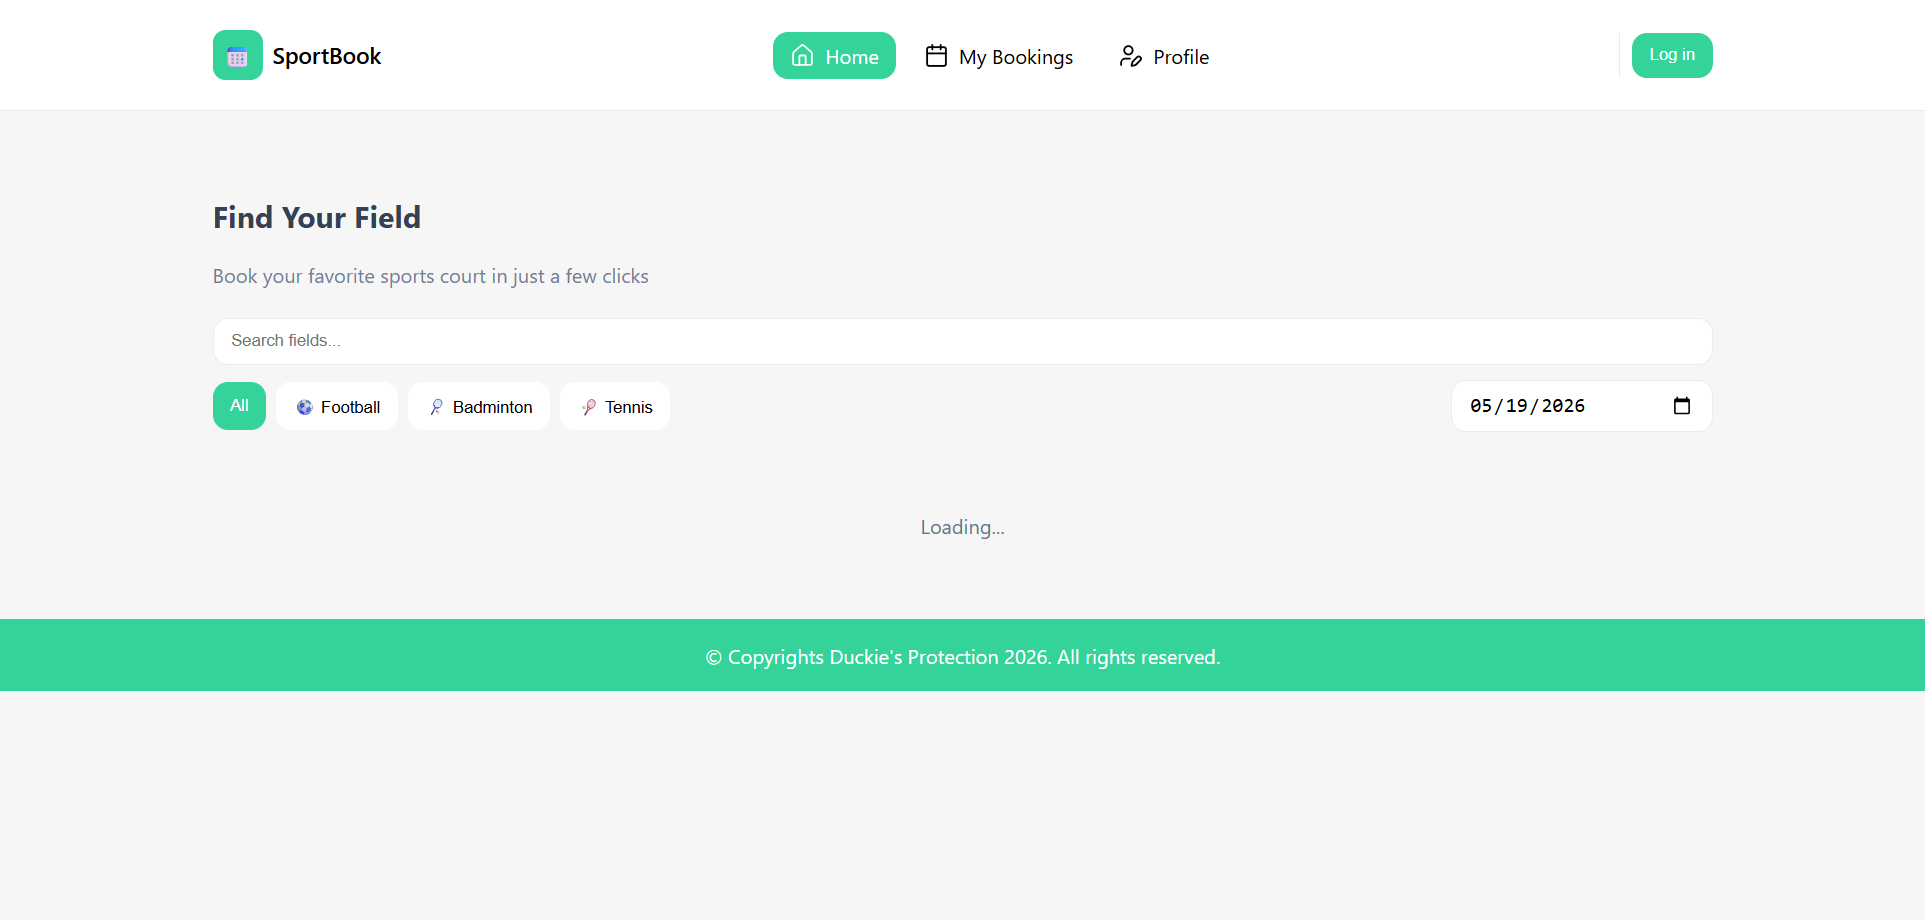 SportBook
Home
My Bookings
Profile
Log in
Find Your Field
Book your favorite sports court in just a few clicks
Search fields...
All
Football
Badminton
Tennis
05/19/2026
Loading...
© Copyrights Duckie's Protection 2026. All rights reserved.